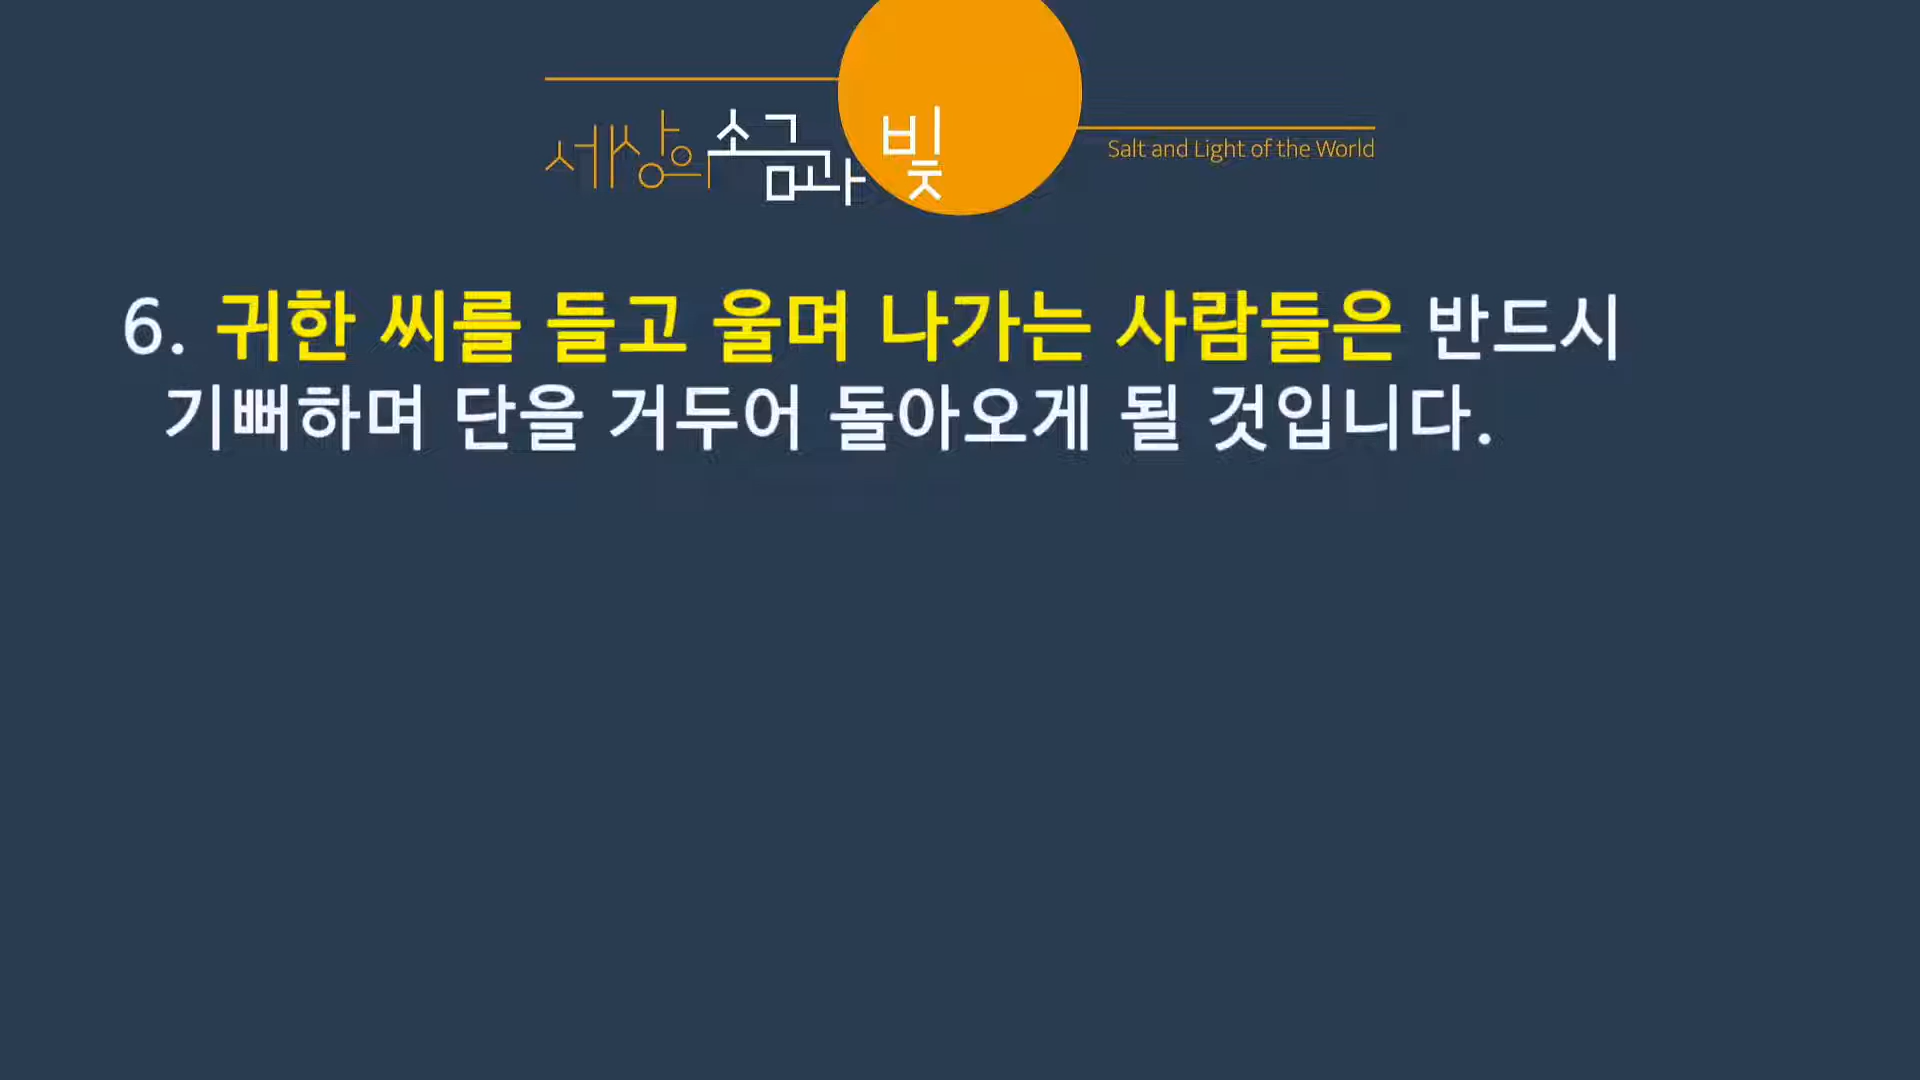 세상의 소금과 빛
Salt and Light of the World
6. 귀한 씨를 들고 울며 나가는 사람들은 반드시
기뻐하며 단을 거두어 돌아오게 될 것입니다.